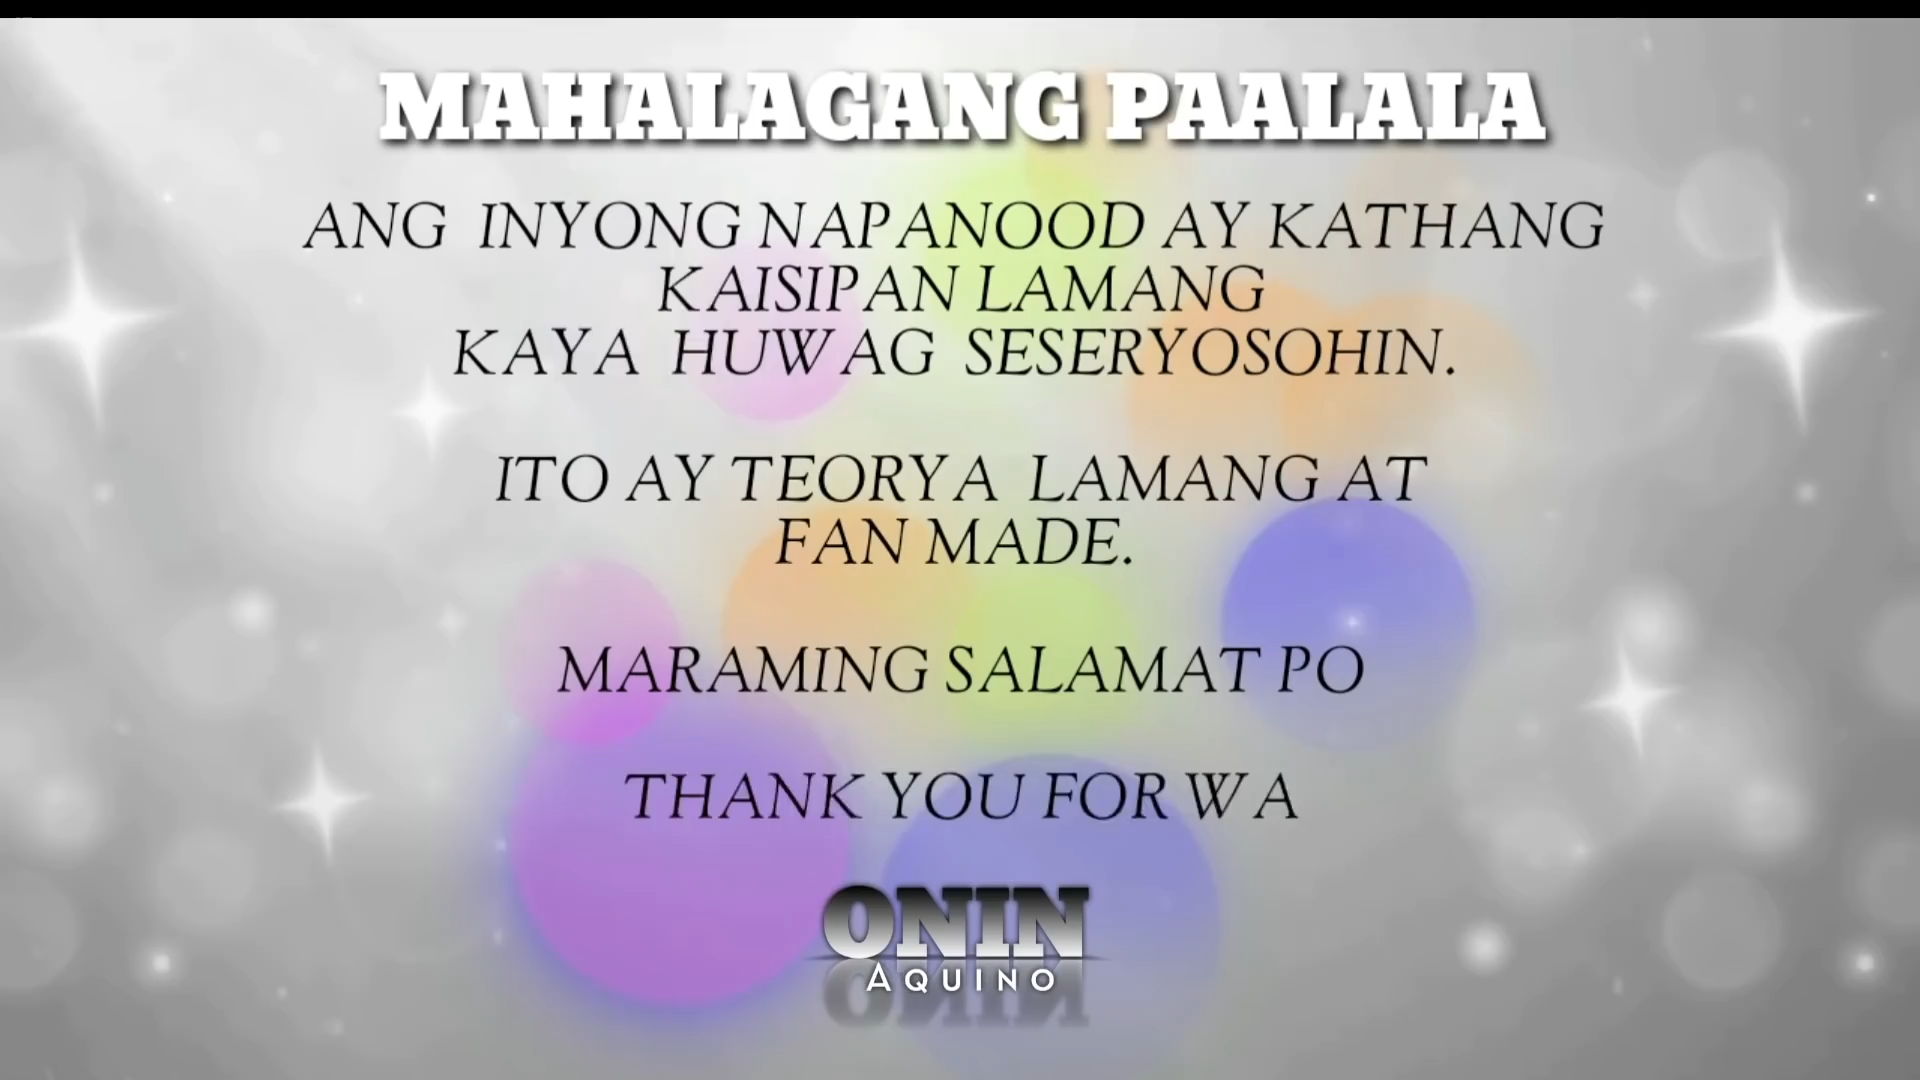 MAHALAGANG PAALALA
ANG INYONG NAPANOOD AY KATHANG
KAISIPAN LAMANG
KAYA HUWAG SESERYOSOHIN.
ITO AY TEORYA LAMANG AT
FAN MADE.
MARAMING SALAMAT PO
THANK YOU FOR WA
ONIN
AQUINO